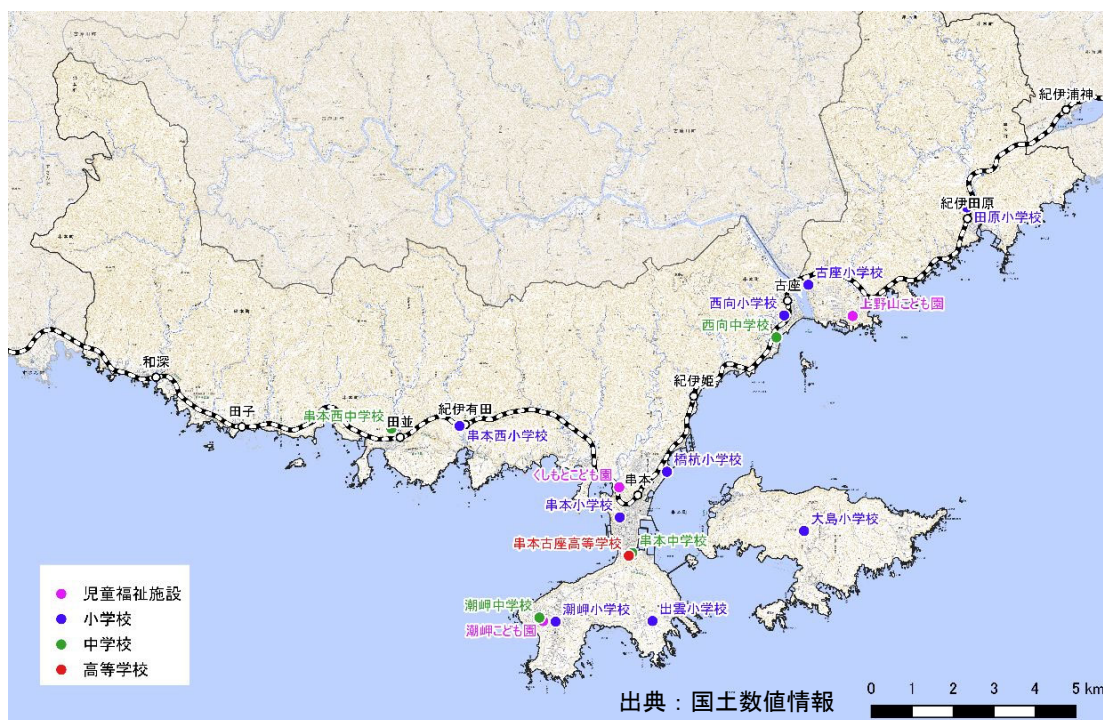 紀伊浦神
紀伊田原
田原小学校
古座小学校
古座
西向小学校
上野山こども園
西向中学校
和深
紀伊姫
田子
串本西中学校
田並
紀伊有田
串本西小学校
橋杭小学校
くしもとこども園
串本
串本小学校
大島小学校
串本古座高等学校
串本中学校
潮岬中学校
潮岬小学校
出雲小学校
潮岬こども園
児童福祉施設
小学校
中学校
高等学校
出典：国土数値情報
0 1 2 3 4 5 km